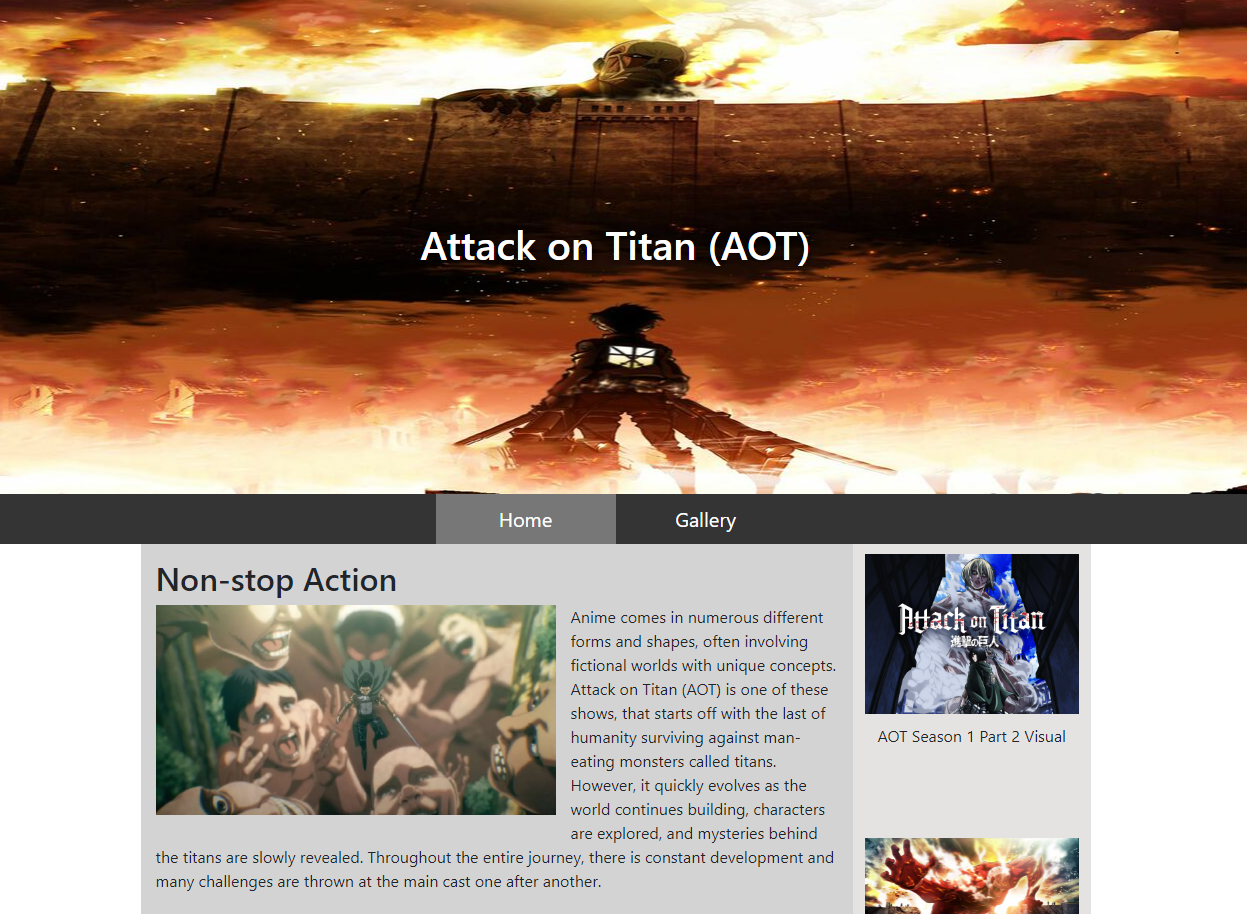 Attack on Titan (AOT)
Home
Gallery
Non-stop Action
Anime comes in numerous different
forms and shapes, often involving
fictional worlds with unique concepts.
Attack on Titan (AOT) is one of these
shows, that starts off with the last of
humanity surviving against man-
eating monsters called titans.
However, it quickly evolves as the
world continues building, characters
are explored, and mysteries behind
the titans are slowly revealed. Throughout the entire journey, there is constant development and
many challenges are thrown at the main cast one after another.
Attack on Titan
進撃の巨人
AOT Season 1 Part 2 Visual